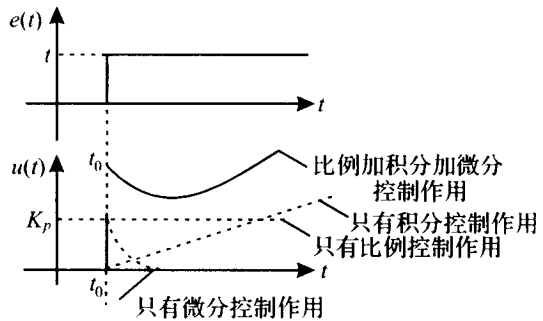 e(t)
t
t
t₀
u(t)
比例加积分加微分
控制作用
只有积分控制作用
Kₚ
只有比例控制作用
t
t₀
只有微分控制作用